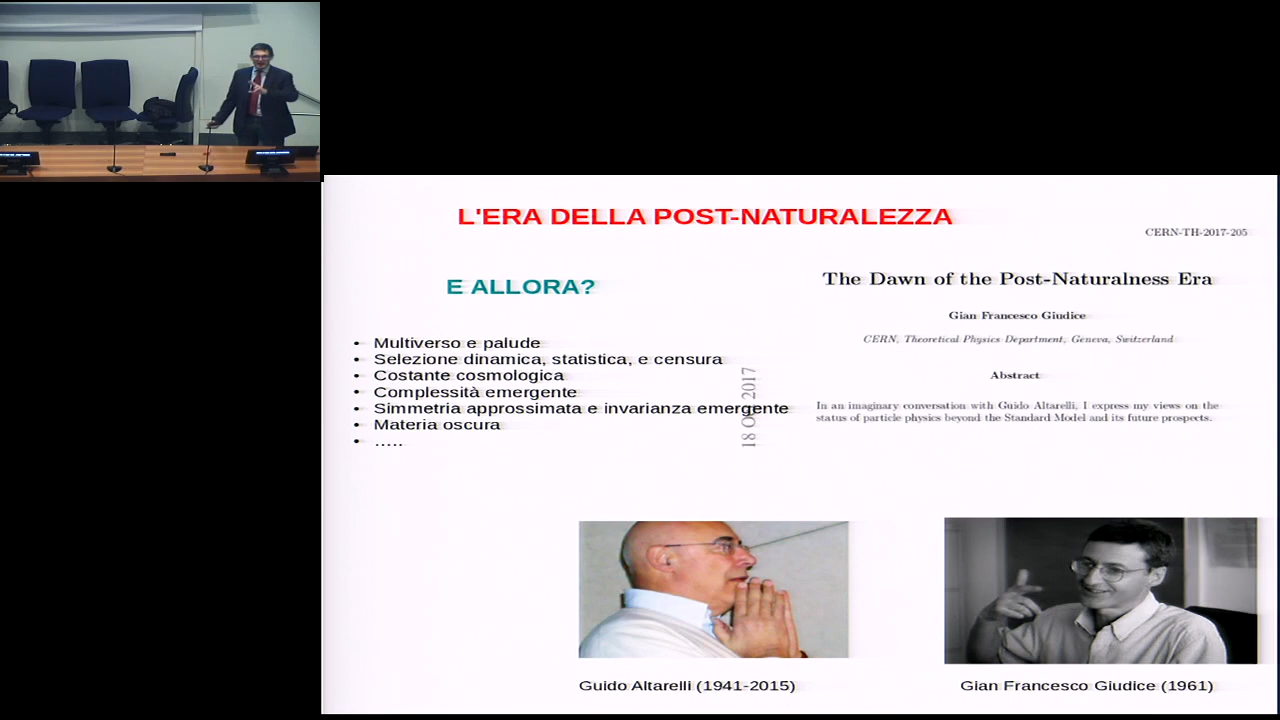 L'ERA DELLA POST-NATURALEZZA
CERN-TH-2017-205
E ALLORA?
• Multiverso e palude
• Selezione dinamica, statistica, e censura
• Costante cosmologica
• Complessità emergente
• Simmetria approssimata e invarianza emergente
• Materia oscura
• .....
The Dawn of the Post-Naturalness Era
Gian Francesco Giudice
CERN, Theoretical Physics Department, Geneva, Switzerland
Abstract
In an imaginary conversation with Guido Altarelli, I express my views on the
status of particle physics beyond the Standard Model and its future prospects.
18 Oct 2017
Guido Altarelli (1941-2015)
Gian Francesco Giudice (1961)